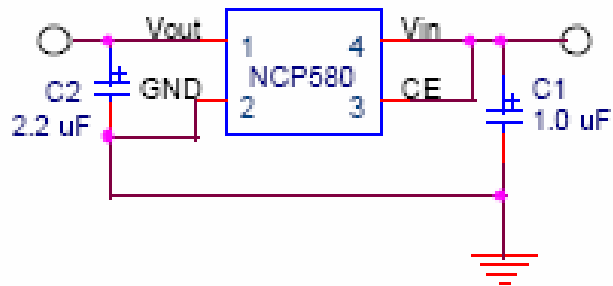 Vout
1
4
Vin
NCP580
C2
GND
2
3
CE
C1
2.2 uF
1.0 uF
+
+